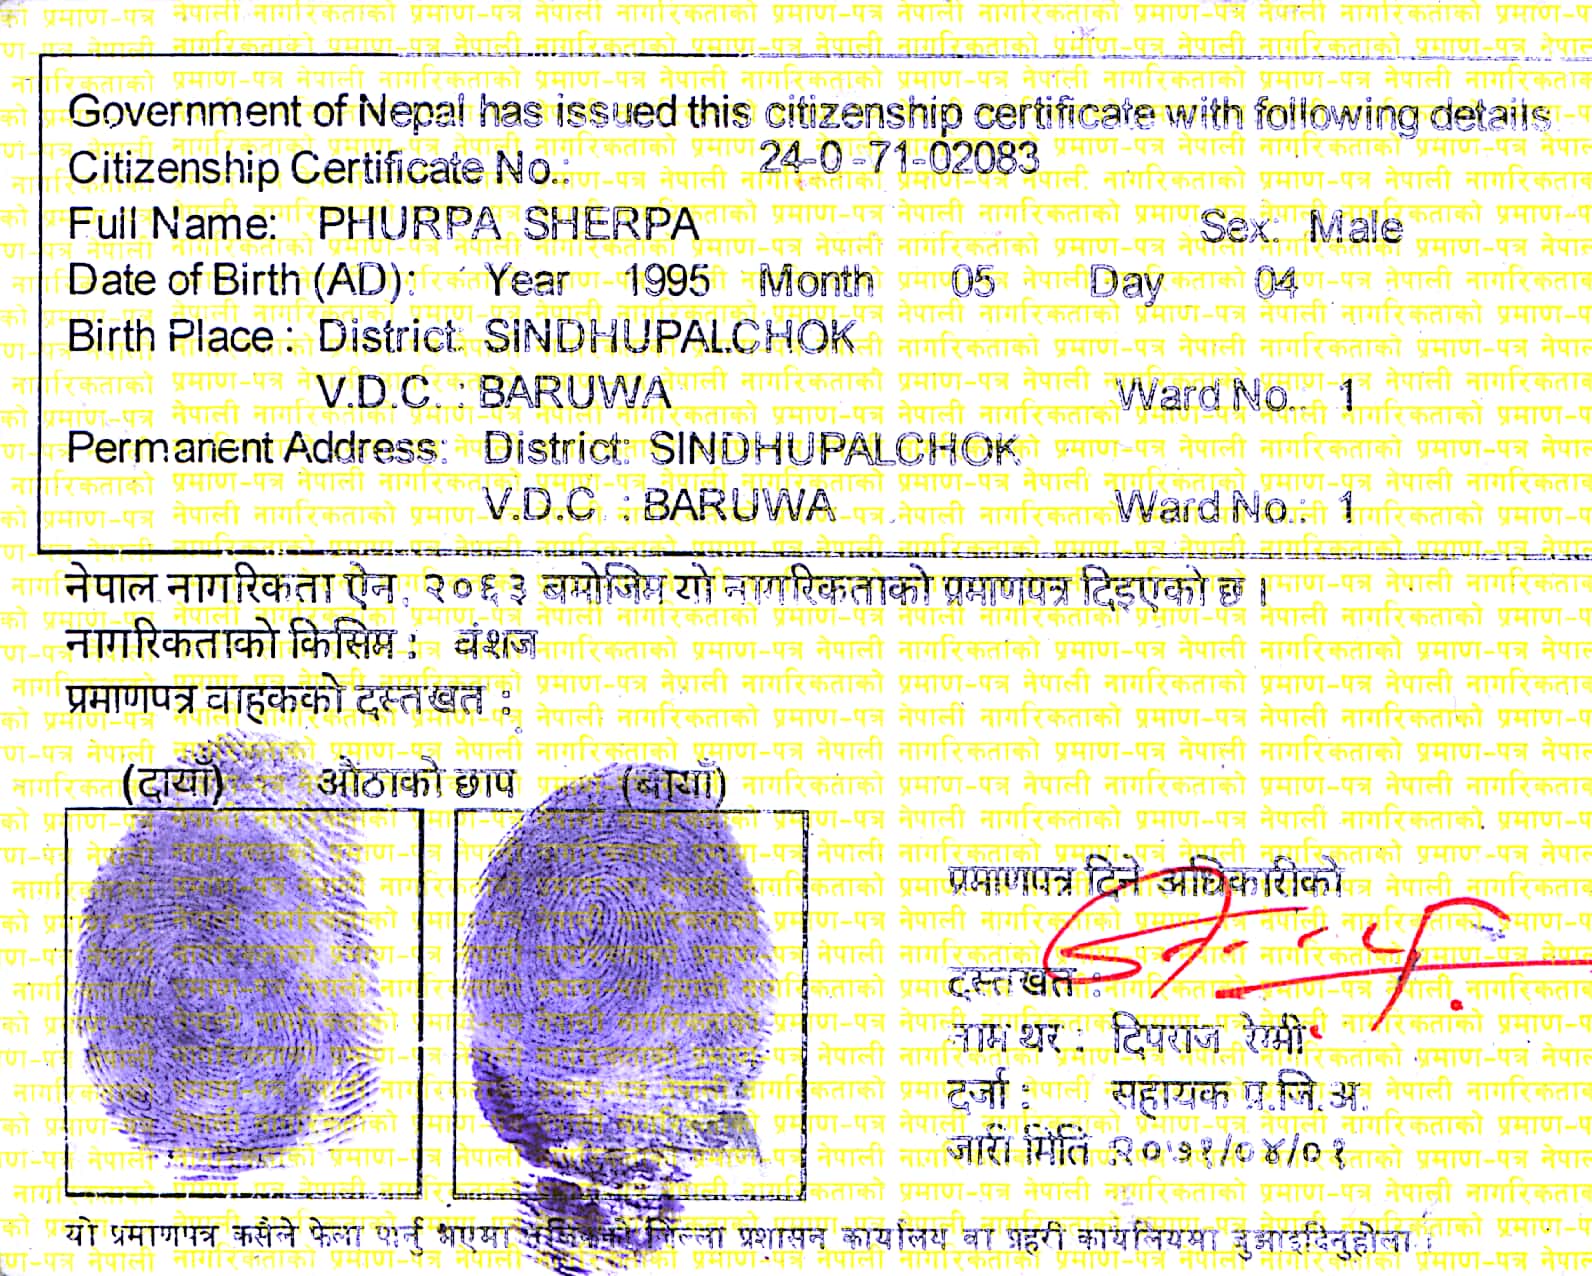 Government of Nepal has issued this citizenship certificate with following details
Citizenship Certificate No.: 24-0-71-02083
Full Name: PHURPA SHERPA Sex: Male
Date of Birth (AD): Year 1995 Month 05 Day 04
Birth Place : District: SINDHUPALCHOK
V.D.C. : BARUWA Ward No.: 1
Permanent Address: District: SINDHUPALCHOK
V.D.C. : BARUWA Ward No.: 1
नेपाल नागरिकता ऐन, २०६३ बमोजिम यो नागरिकताको प्रमाणपत्र दिइएको छ ।
नागरिकताको किसिम : वंशज
प्रमाणपत्र वाहकको दस्तखत :
(दायाँ) औंठाको छाप (बायाँ)
प्रमाणपत्र दिने अधिकारीको
दस्तखत :
नाम थर : दिपराज रेग्मी
दर्जा : सहायक प्र.जि.अ.
जारी मिति :२०७१/०४/०१
यो प्रमाणपत्र कसैले फेला पार्नु भएमा जिल्ला प्रशासन कार्यालय वा प्रहरी कार्यालयमा बुझाइदिनुहोला ।